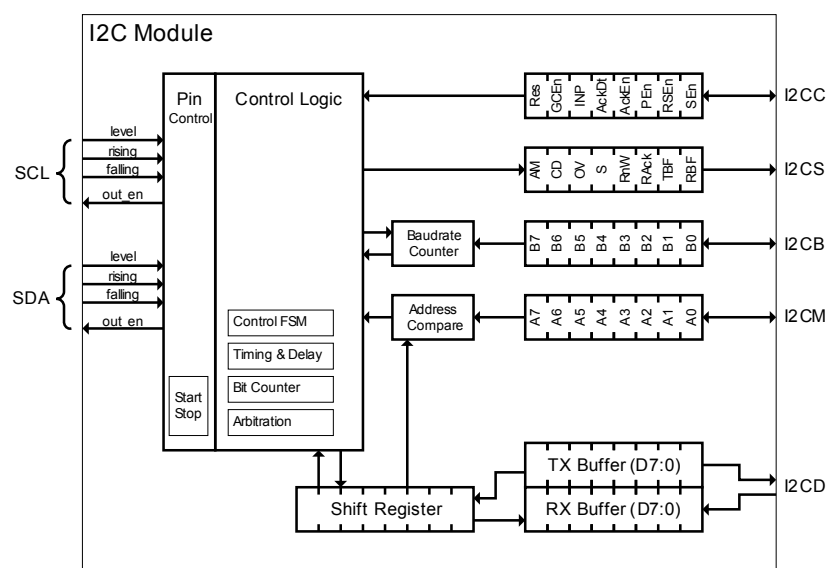 I2C Module
Pin
Control
Control Logic
Res GCEn INP AckDt AckEn PEn RSEn SEn
I2CC
level
rising
falling
out_en
SCL
AM CD OV S RnW RAck TBF RBF
I2CS
Baudrate
Counter
B7 B6 B5 B4 B3 B2 B1 B0
I2CB
level
rising
falling
out en
SDA
Control FSM
Address
Compare
A7 A6 A5 A4 A3 A2 A1 A0
I2CM
Timing & Delay
Start
Stop
Bit Counter
Arbitration
TX Buffer (D7:0)
I2CD
Shift Register
RX Buffer (D7:0)